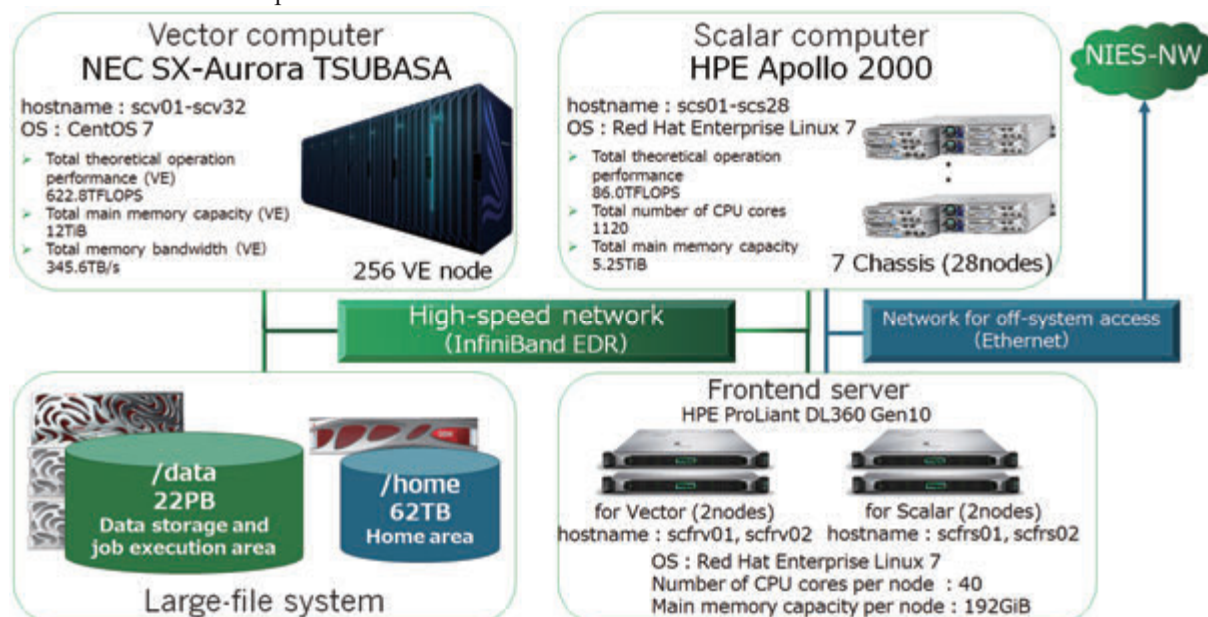 Vector computer
NEC SX-Aurora TSUBASA
hostname : scv01-scv32
OS : CentOS 7
➢ Total theoretical operation
performance (VE)
622.8TFLOPS
➢ Total main memory capacity (VE)
12TiB
➢ Total memory bandwidth (VE)
345.6TB/s
256 VE node
Scalar computer
HPE Apollo 2000
hostname : scs01-scs28
OS : Red Hat Enterprise Linux 7
➢ Total theoretical operation
performance
86.0TFLOPS
➢ Total number of CPU cores
1120
➢ Total main memory capacity
5.25TiB
7 Chassis (28nodes)
NIES-NW
High-speed network
(InfiniBand EDR)
Network for off-system access
(Ethernet)
/data
22PB
Data storage and
job execution area
/home
62TB
Home area
Large-file system
Frontend server
HPE ProLiant DL360 Gen10
for Vector (2nodes)
hostname : scfrv01, scfrv02
for Scalar (2nodes)
hostname : scfrs01, scfrs02
OS : Red Hat Enterprise Linux 7
Number of CPU cores per node : 40
Main memory capacity per node : 192GiB